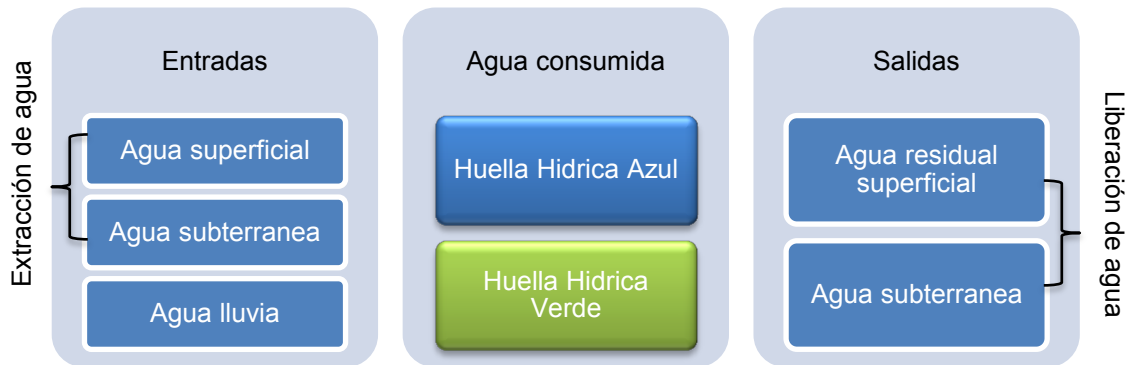 Extracción de agua
Entradas
Agua superficial
Agua subterranea
Agua lluvia
Agua consumida
Huella Hidrica Azul
Huella Hidrica
Verde
Salidas
Agua residual
superficial
Agua subterranea
Liberación de agua